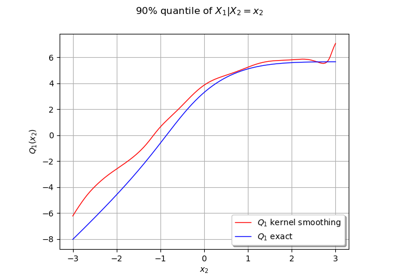 90% quantile of X₁|X₂ = x₂
6
4
2
0
−2
−4
−6
−8
Q₁(x₂)
−3 −2 −1 0 1 2 3
x₂
Q₁ kernel smoothing
Q₁ exact